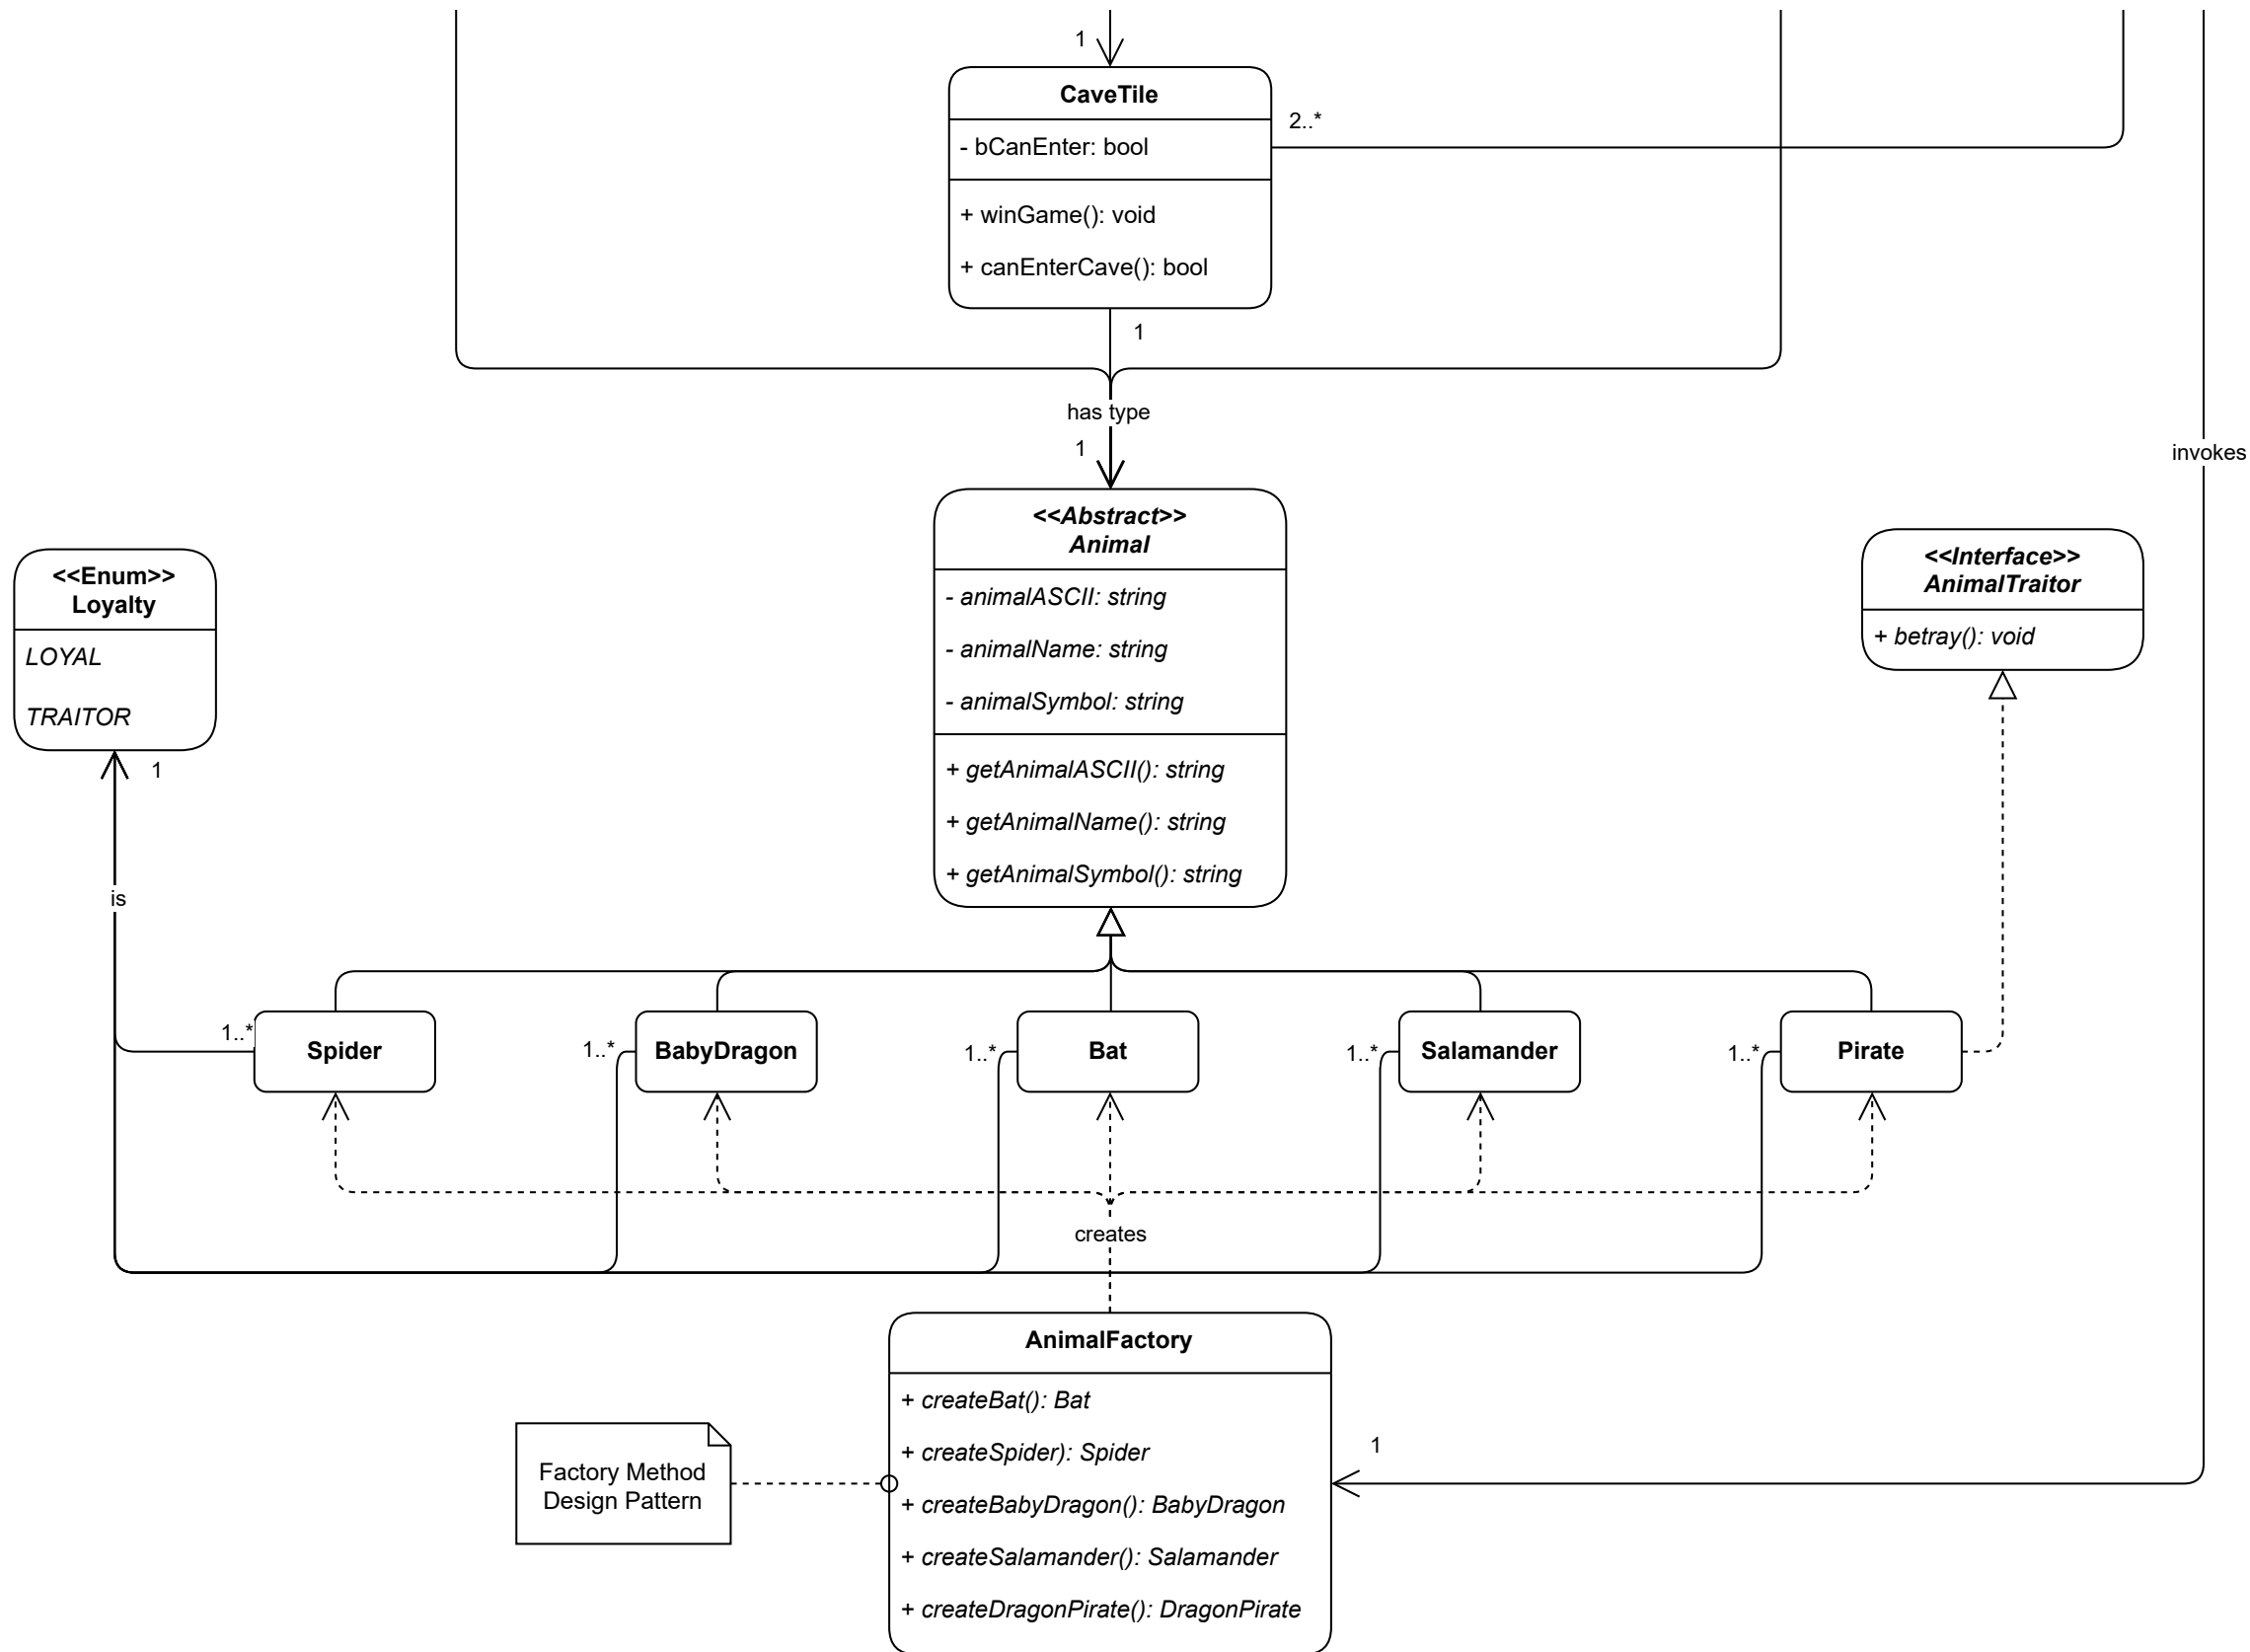 1
CaveTile
2..*
- bCanEnter: bool
+ winGame(): void
+ canEnterCave(): bool
1
has type
1
invokes
<<Abstract>>
Animal
- animalASCII: string
- animalName: string
- animalSymbol: string
+ getAnimalASCII(): string
+ getAnimalName(): string
+ getAnimalSymbol(): string
<<Interface>>
AnimalTraitor
+ betray(): void
<<Enum>>
Loyalty
LOYAL
TRAITOR
1
is
1..*
Spider
1..*
BabyDragon
1..*
Bat
1..*
Salamander
1..*
Pirate
creates
AnimalFactory
+ createBat(): Bat
+ createSpider): Spider
+ createBabyDragon(): BabyDragon
+ createSalamander(): Salamander
+ createDragonPirate(): DragonPirate
1
Factory Method
Design Pattern